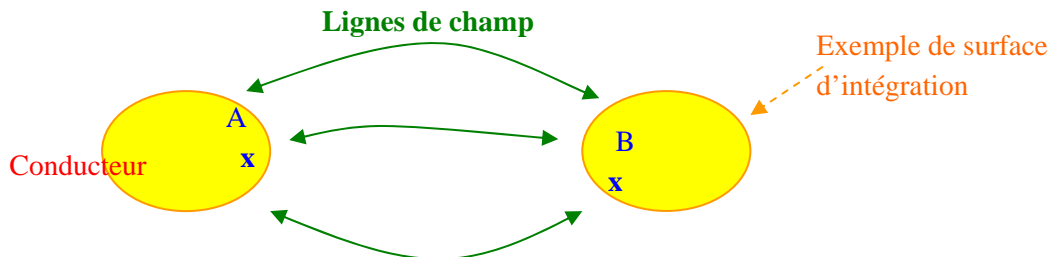 Lignes de champ
Exemple de surface
d’intégration
A
B
x
Conducteur
x